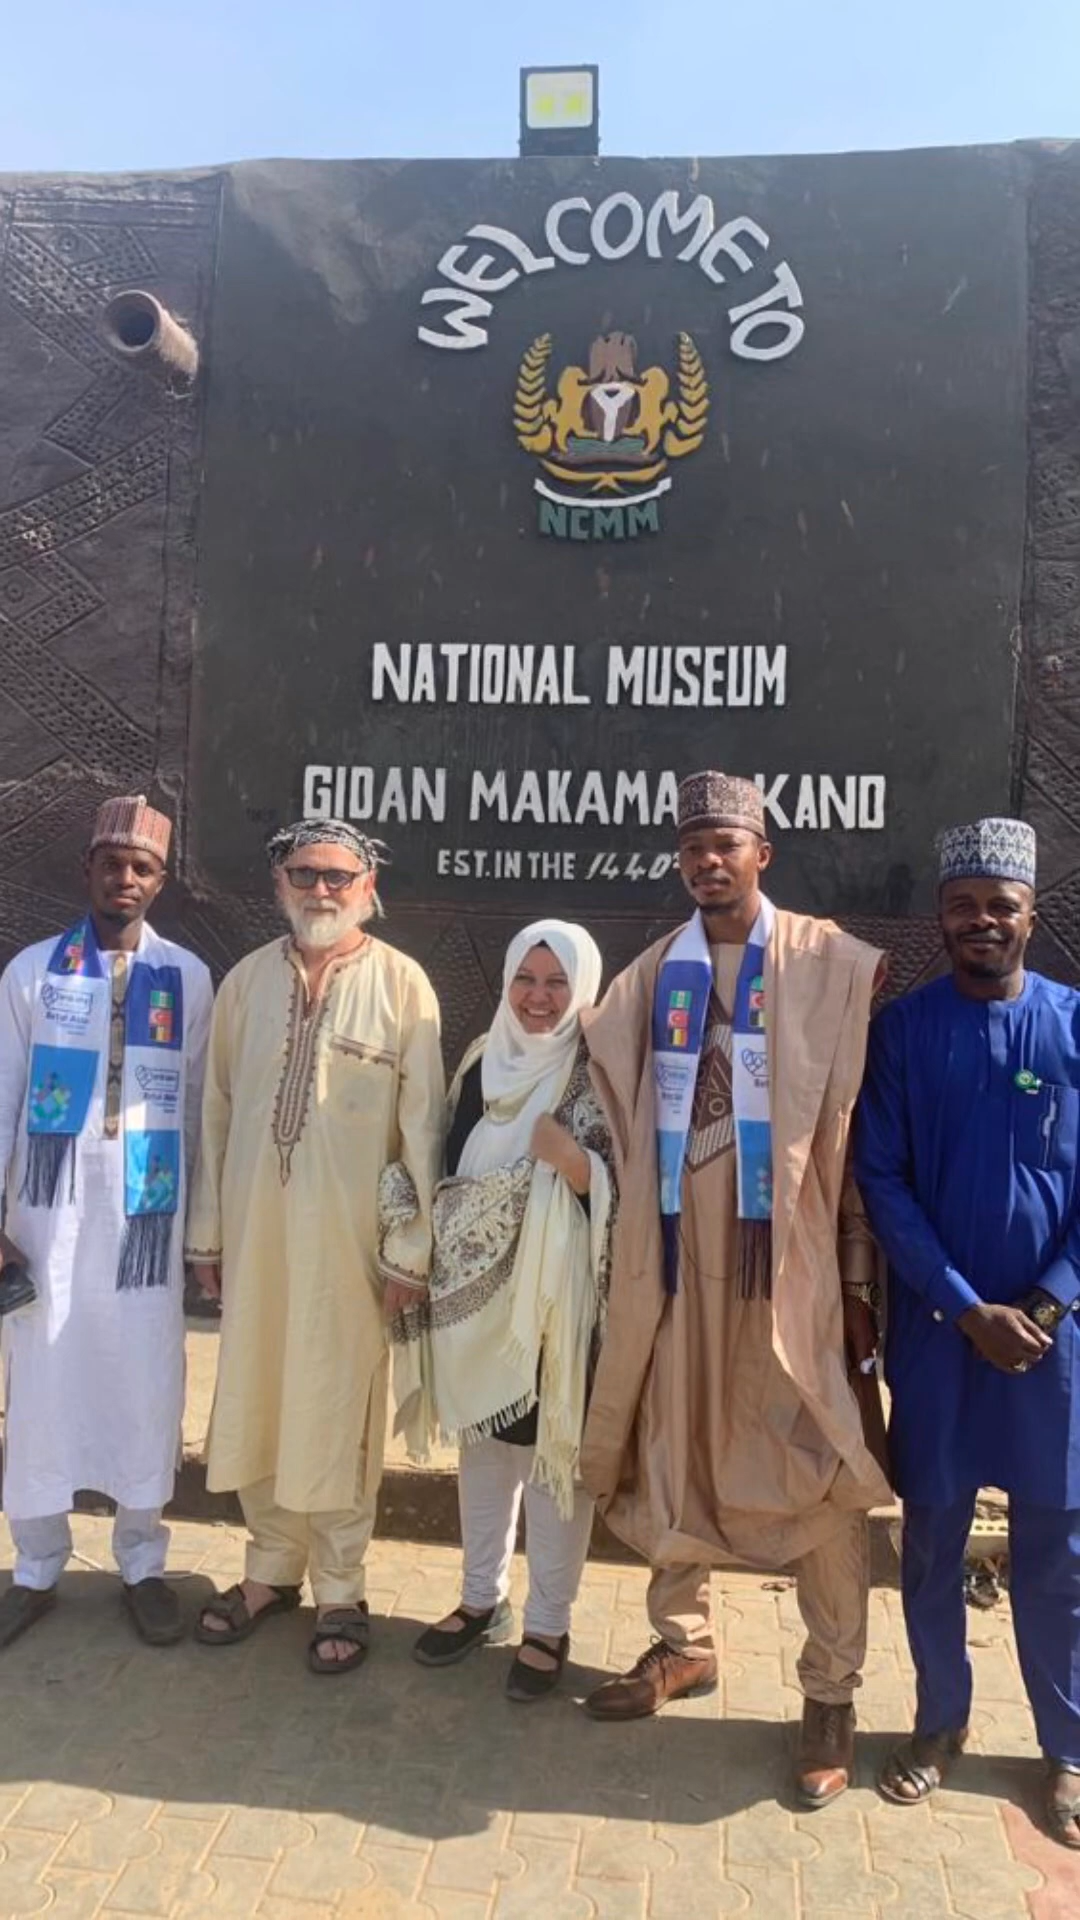 WELCOME TO
NCMM
NATIONAL MUSEUM
GIDAN MAKAMA KANO
EST. IN THE 1440